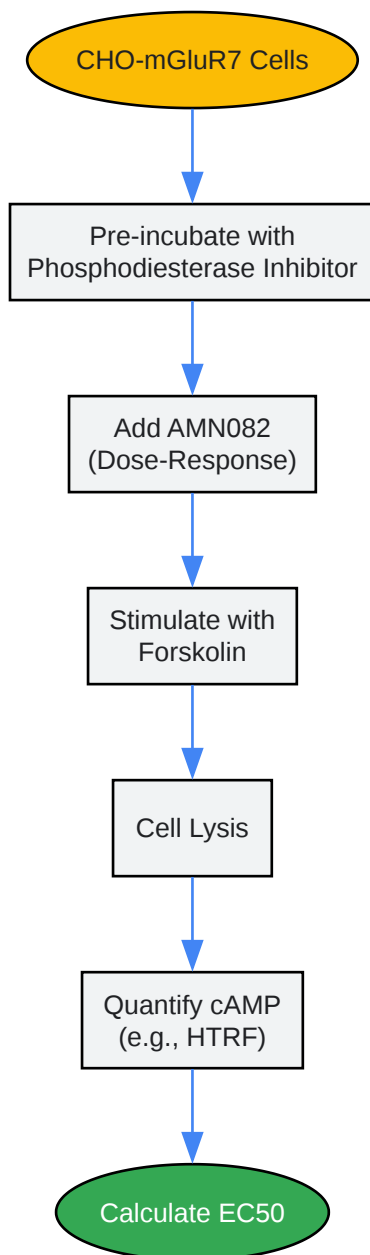 CHO-mGluR7 Cells
Pre-incubate with
Phosphodiesterase Inhibitor
Add AMN082
(Dose-Response)
Stimulate with
Forskolin
Cell Lysis
Quantify cAMP
(e.g., HTRF)
Calculate EC50